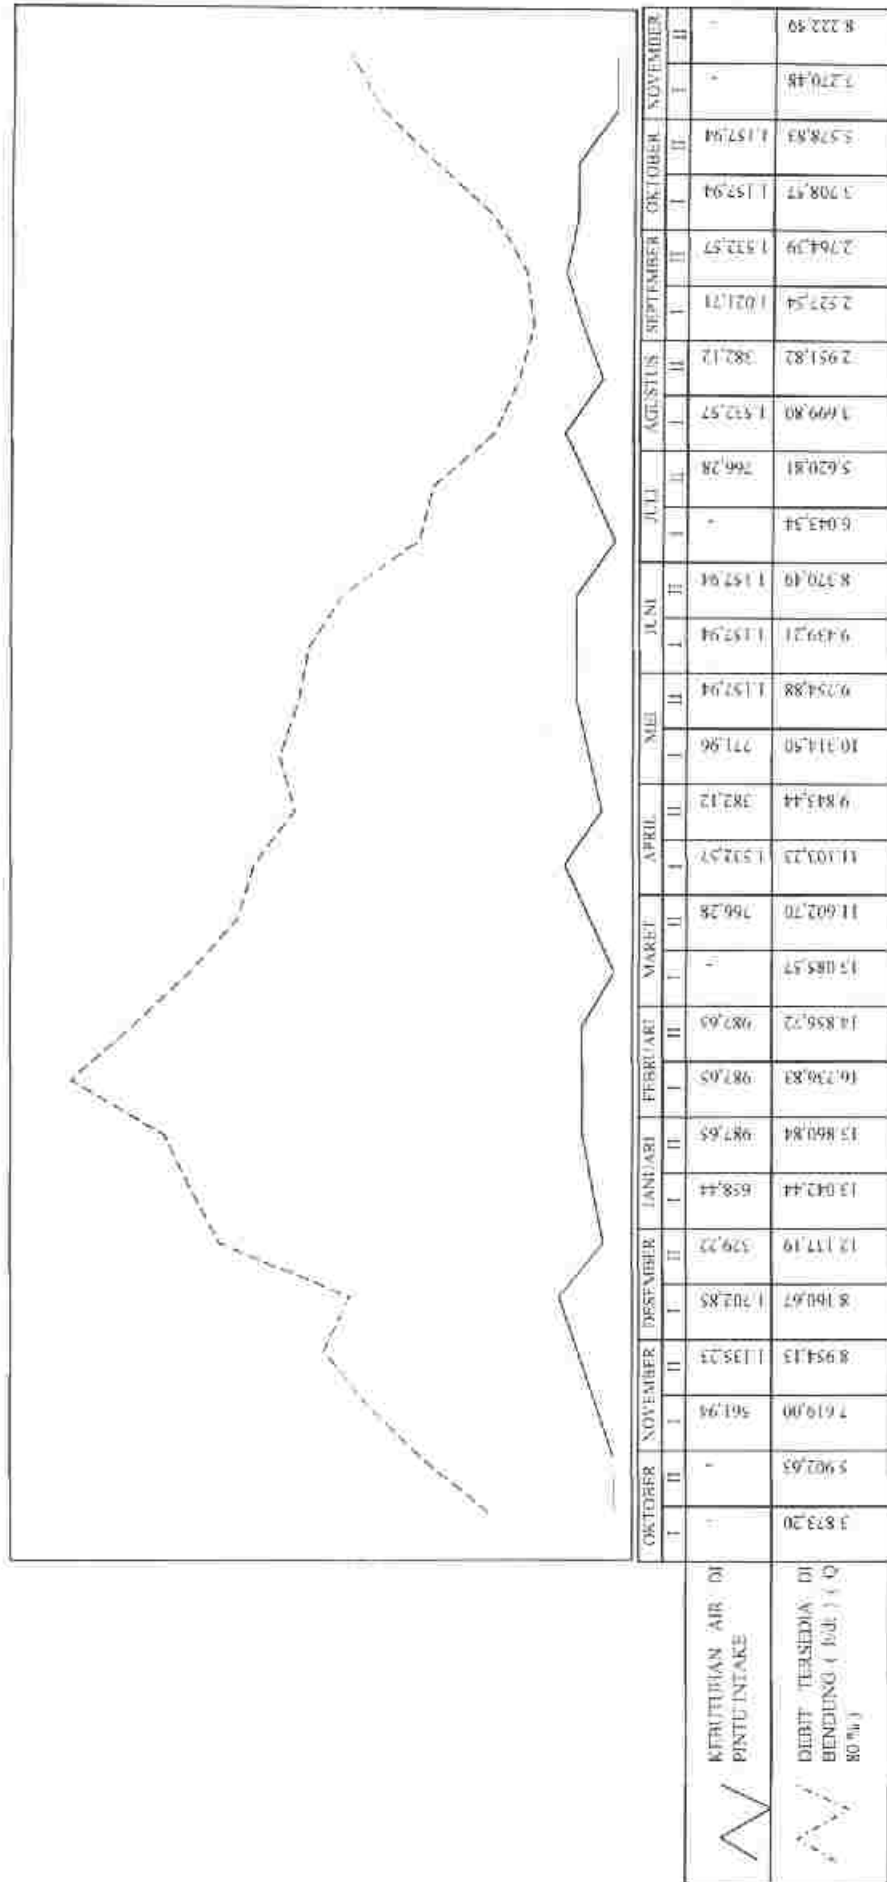 OKTOBER NOVEMBER DESEMBER JANUARI FEBRUARI MARET APRIL MEI JUNI JULI AGUSTUS SEPTEMBER OKTOBER NOVEMBER
I II I II I II I II I II I II I II I II I II I II I II I II I II I II
KEBUTUHAN AIR DI
PINTU INTAKE
- - 561,94 1.135,23 1.702,85 329,22 658,44 987,65 987,65 987,65 - 766,28 1.532,57 382,12 771,96 1.157,94 1.157,94 1.157,94 - 766,28 1.532,57 382,12 1.021,71 1.532,57 1.157,94 1.157,94 - -
DEBIT TERSEDIA DI
BENDUNG ( lt/dt ) ( Q
80 % )
3.873,20 5.902,63 7.619,00 8.954,13 8.160,67 12.137,19 13.042,44 13.860,84 16.736,83 14.856,72 13.085,57 11.602,70 11.103,23 9.843,44 10.314,50 9.754,88 9.439,21 8.370,49 6.043,34 5.620,81 3.699,80 2.951,82 2.527,54 2.764,39 3.708,57 5.578,83 7.270,48 8.222,59